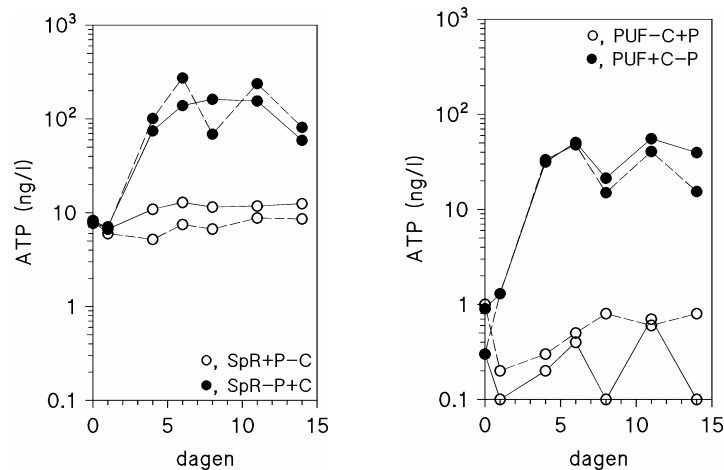 10³
10²
10
1
0.1
ATP (ng/l)
0 5 10 15
dagen
, SpR+P−C
, SpR−P+C
10³
10²
10
1
0.1
ATP (ng/l)
0 5 10 15
dagen
, PUF−C+P
, PUF+C−P